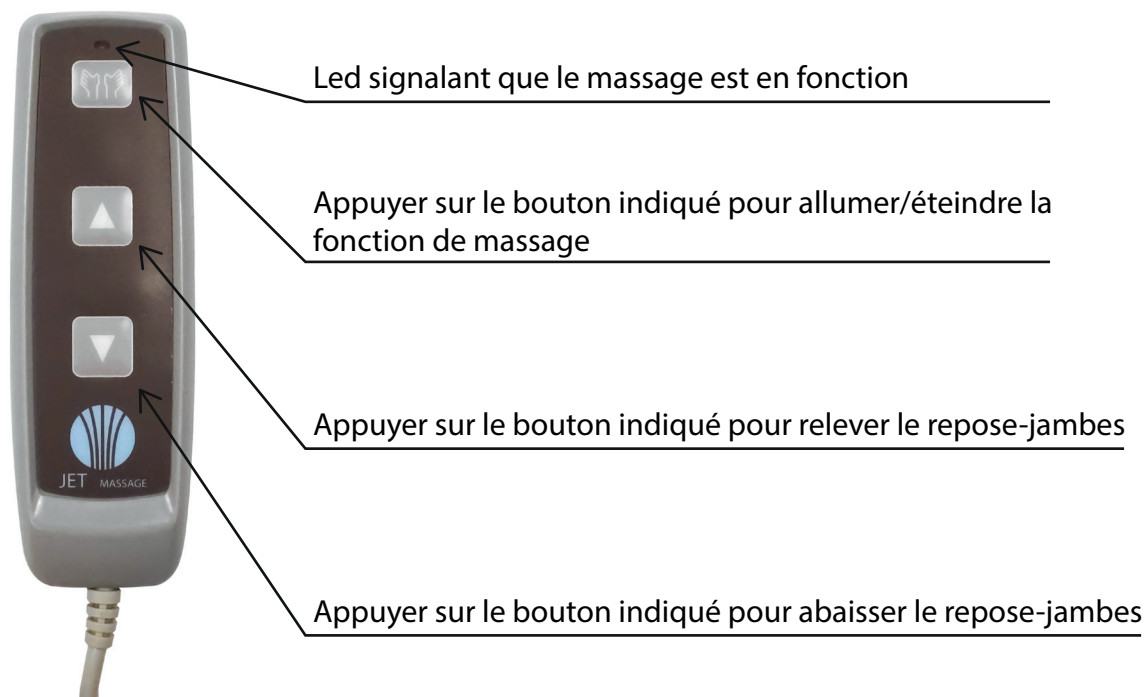 Led signalant que le massage est en fonction
Appuyer sur le bouton indiqué pour allumer/éteindre la
fonction de massage
Appuyer sur le bouton indiqué pour relever le repose-jambes
JET MASSAGE
Appuyer sur le bouton indiqué pour abaisser le repose-jambes